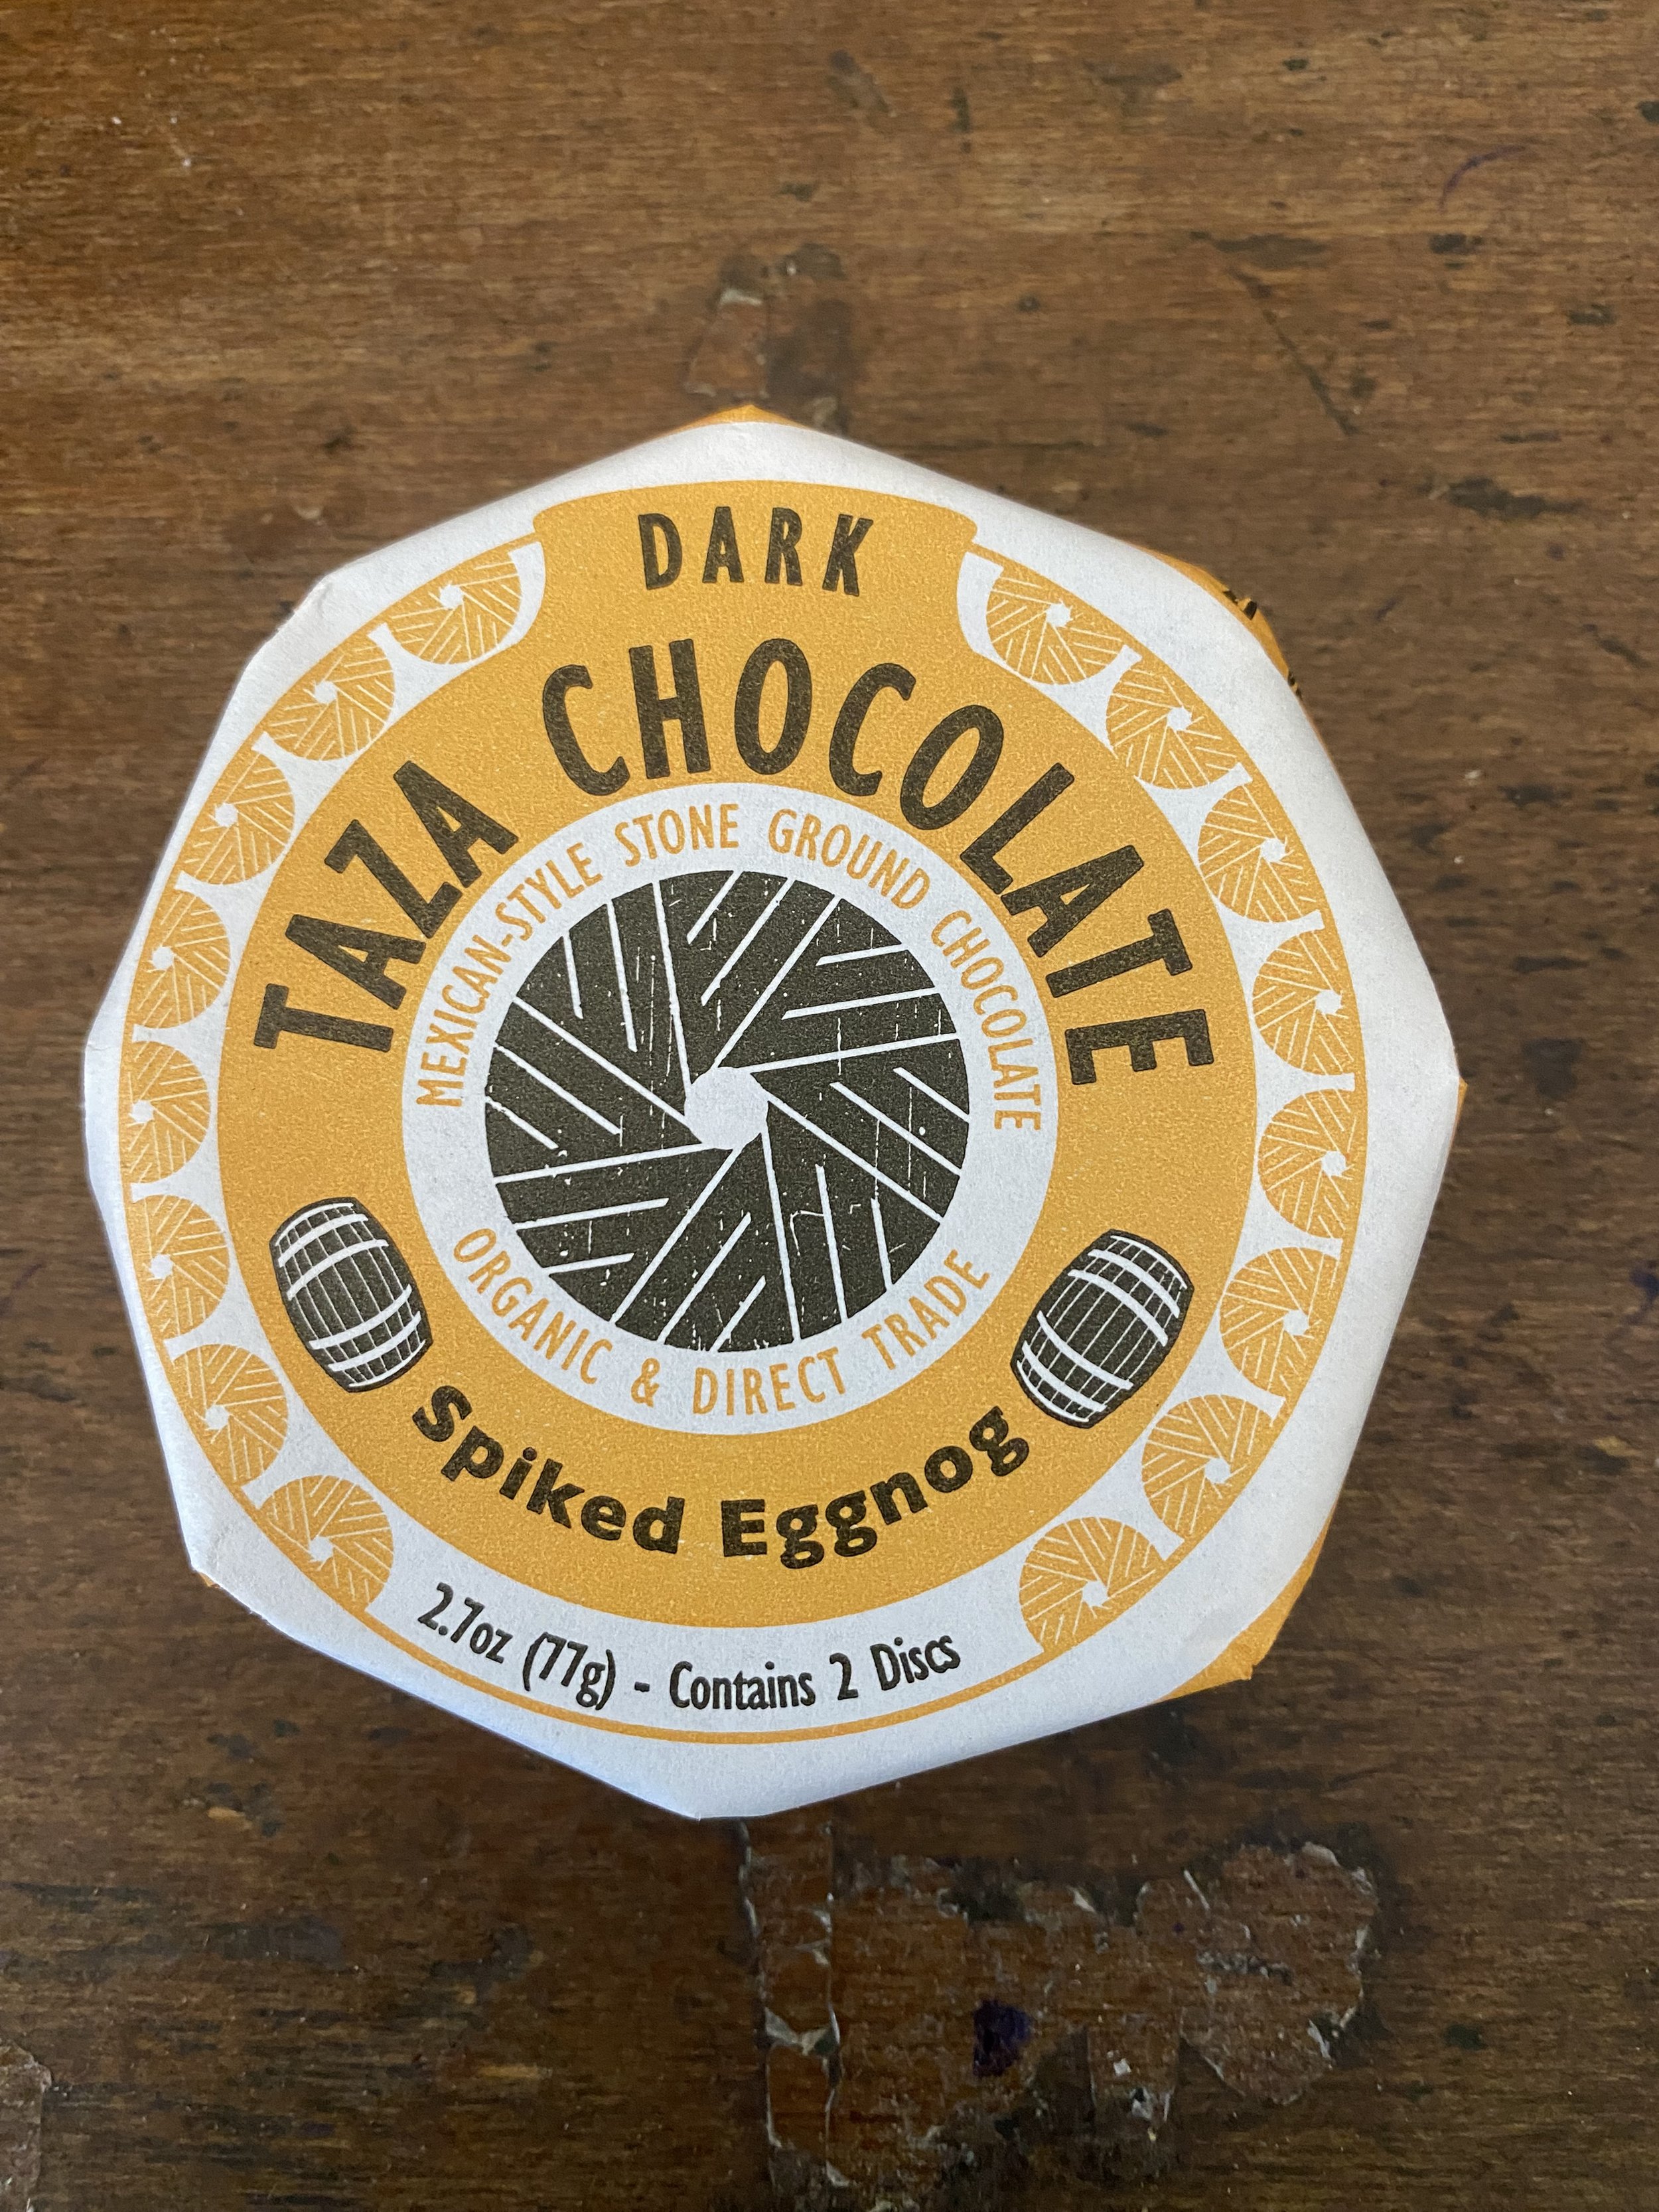 DARK
TAZA CHOCOLATE
MEXICAN-STYLE STONE GROUND CHOCOLATE
ORGANIC & DIRECT TRADE
Spiked Eggnog
2.7oz (77g) - Contains 2 Discs